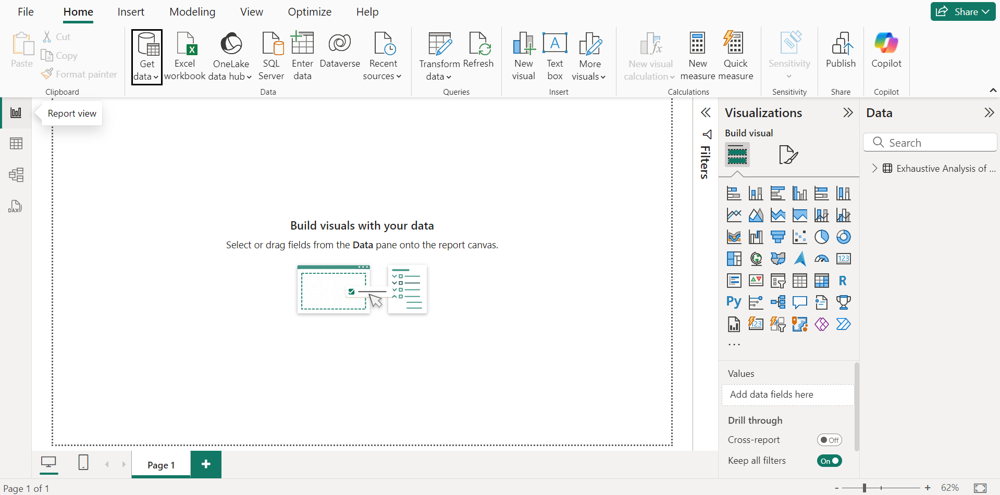 File Home Insert Modeling View Optimize Help
Share
Paste
Cut
Copy
Format painter
Clipboard
Get
data
Excel
workbook
OneLake
data hub
SQL
Server
Enter
data
Dataverse
Recent
sources
Data
Transform
data
Refresh
Queries
New
visual
Text
box
More
visuals
Insert
New visual
calculation
New
measure
Quick
measure
Calculations
Sensitivity
Sensitivity
Publish
Share
Copilot
Copilot
Report view
DAX
Build visuals with your data
Select or drag fields from the Data pane onto the report canvas.
Filters
Visualizations
Build visual
123
R
Py
123
...
Values
Add data fields here
Drill through
Cross-report
Off
Keep all filters
On
Data
Search
Exhaustive Analysis of ...
Page 1
+
Page 1 of 1
- + 62%